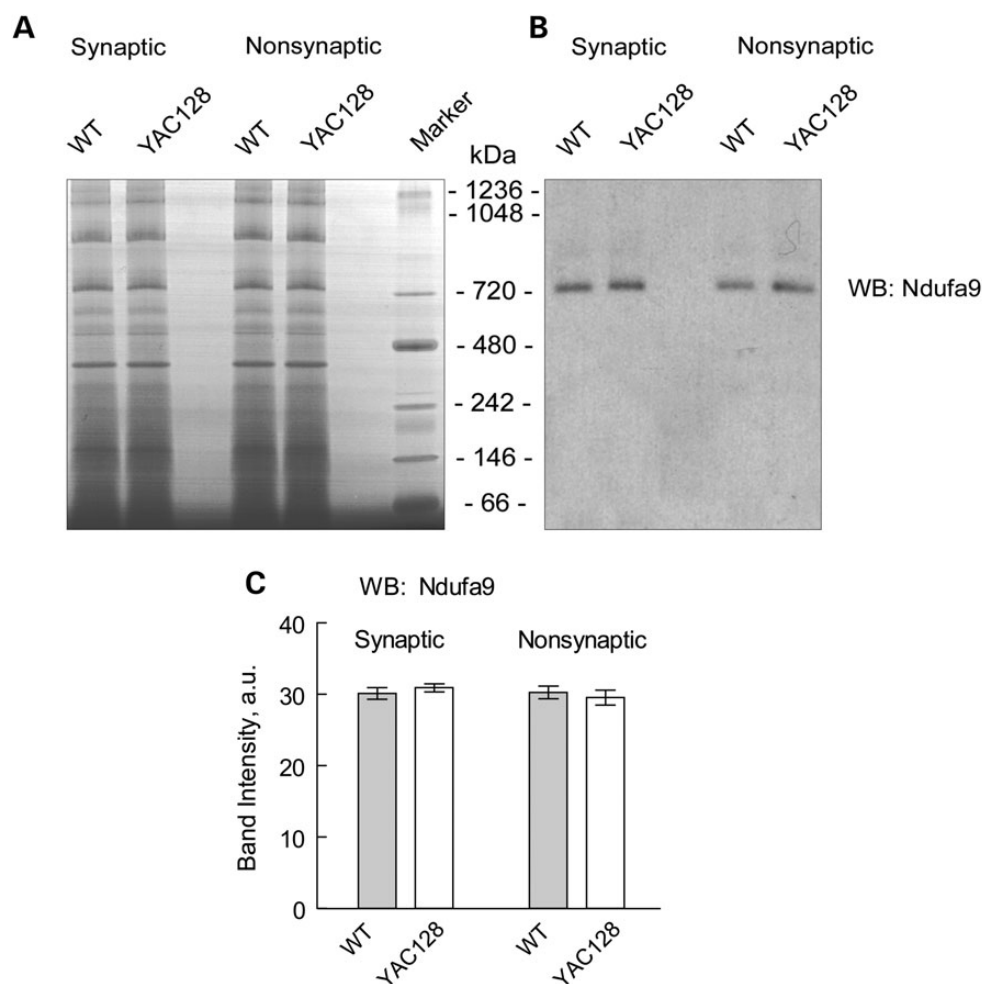 A
B
Synaptic
Nonsynaptic
Synaptic
Nonsynaptic
WT
YAC128
WT
YAC128
Marker
WT
YAC128
WT
YAC128
kDa
- 1236 -
- 1048 -
- 720 -
- 480 -
- 242 -
- 146 -
- 66 -
WB: Ndufa9
C
WB: Ndufa9
Synaptic
Nonsynaptic
Band Intensity, a.u.
40
30
20
10
0
WT
YAC128
WT
YAC128